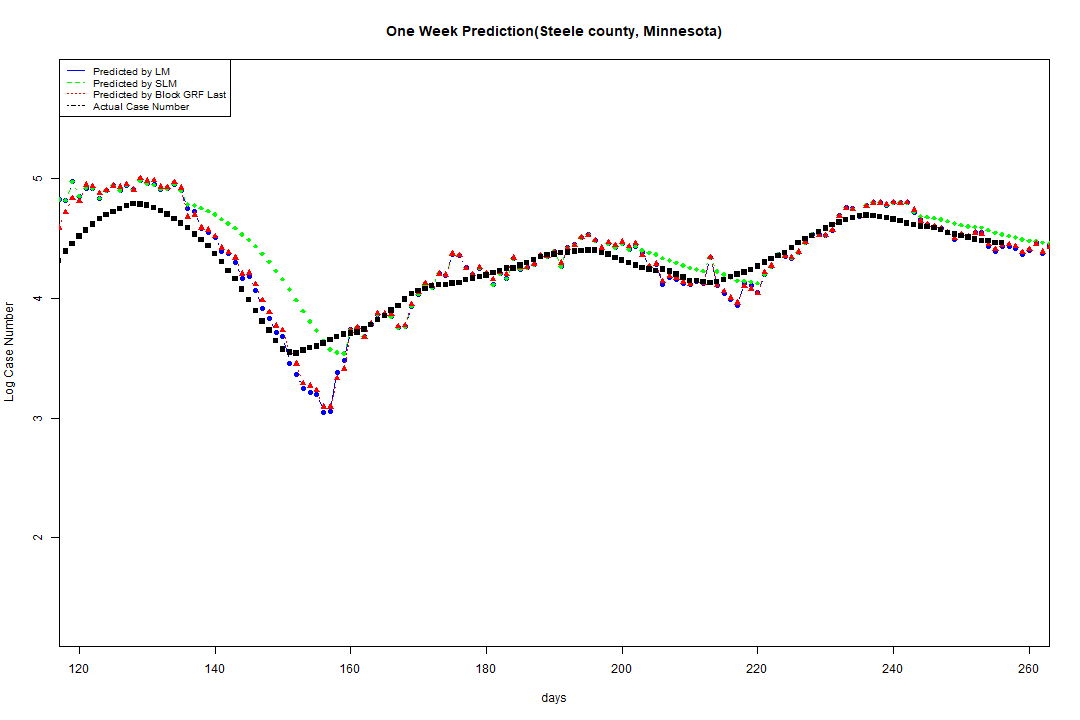 One Week Prediction(Steele county, Minnesota)
Predicted by LM
Predicted by SLM
Predicted by Block GRF Last
Actual Case Number
5
4
3
2
Log Case Number
120 140 160 180 200 220 240 260
days